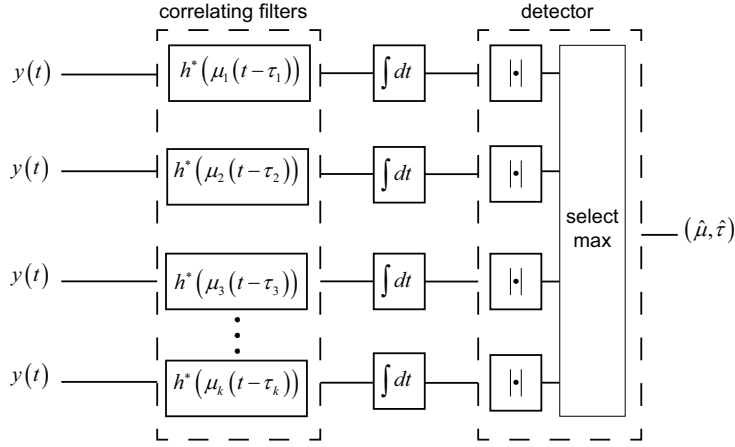 correlating filters
detector
y(t) h*(μ₁(t−τ₁)) ∫dt |•|
y(t) h*(μ₂(t−τ₂)) ∫dt |•|
select
max
(μ̂,τ̂)
y(t) h*(μ₃(t−τ₃)) ∫dt |•|
y(t) h*(μₖ(t−τₖ)) ∫dt |•|